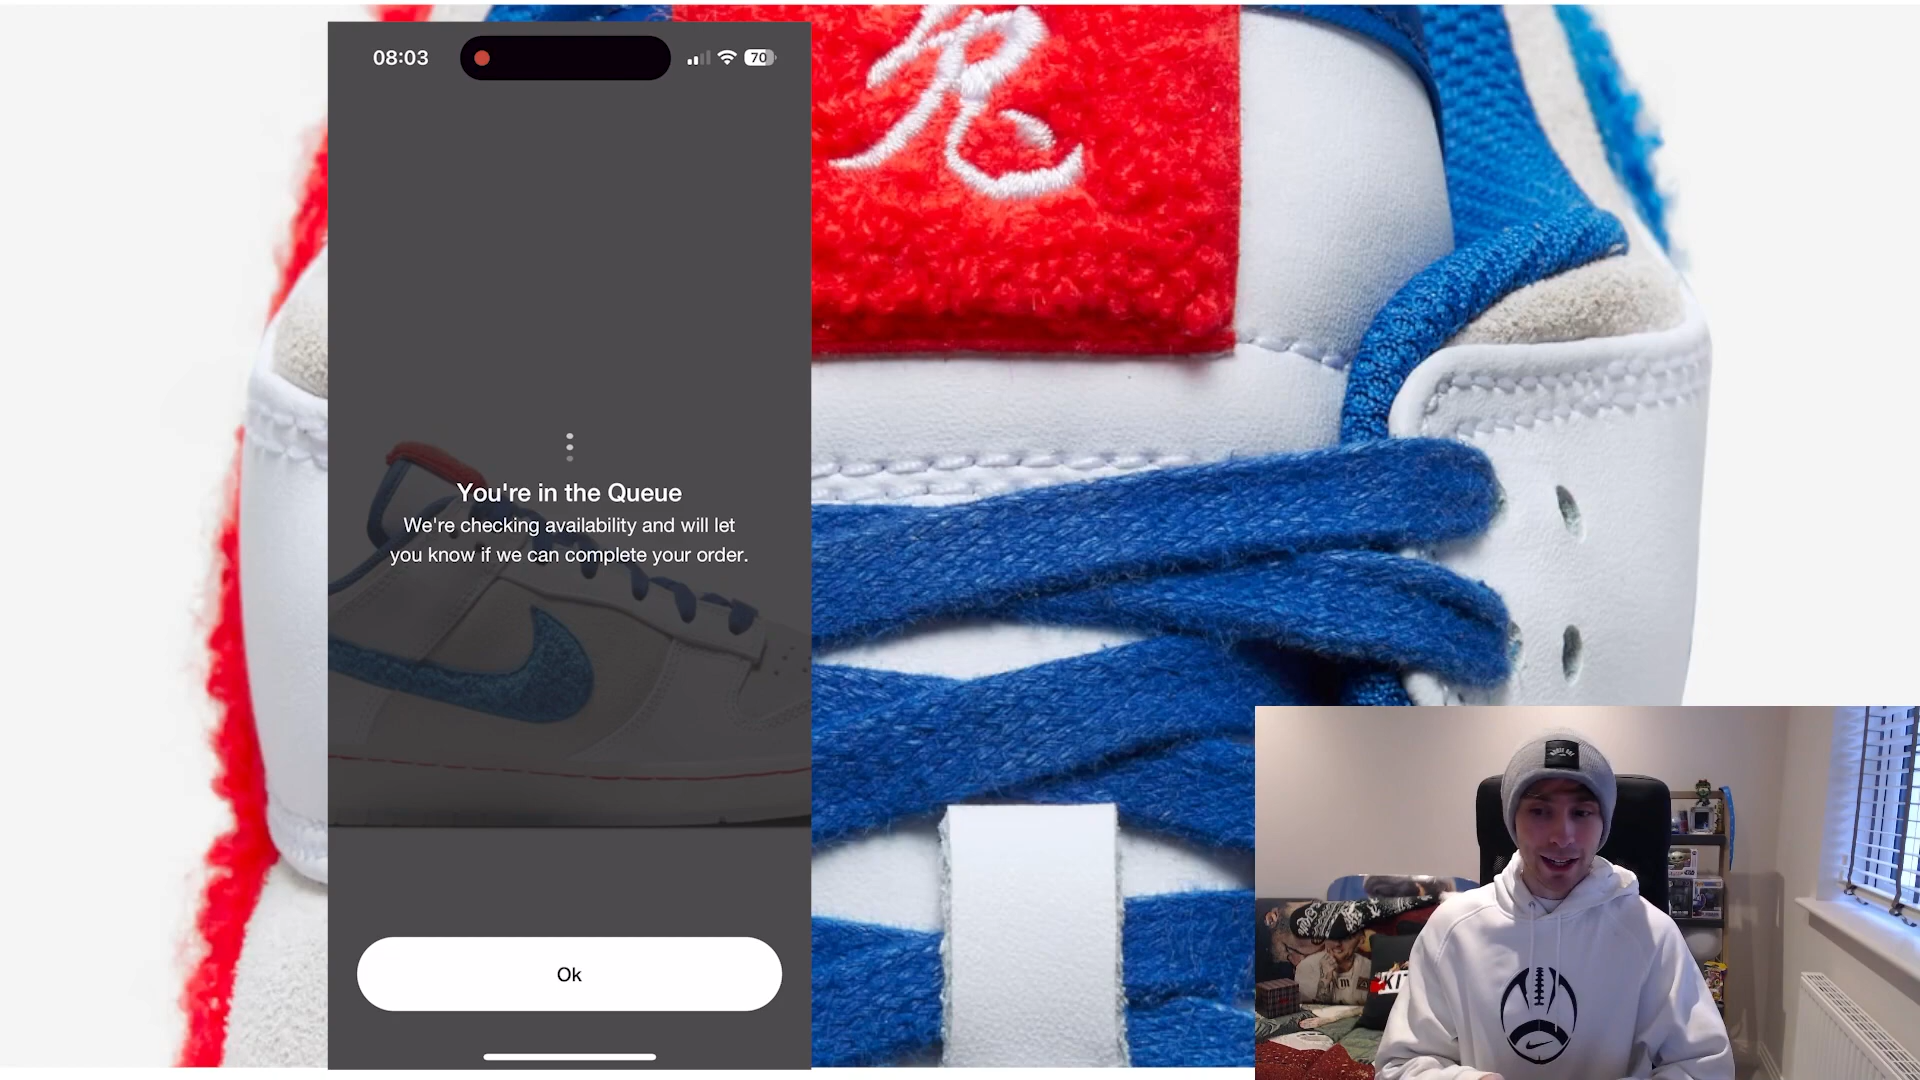 08:03
70
You're in the Queue
We're checking availability and will let
you know if we can complete your order.
Ok
KIT